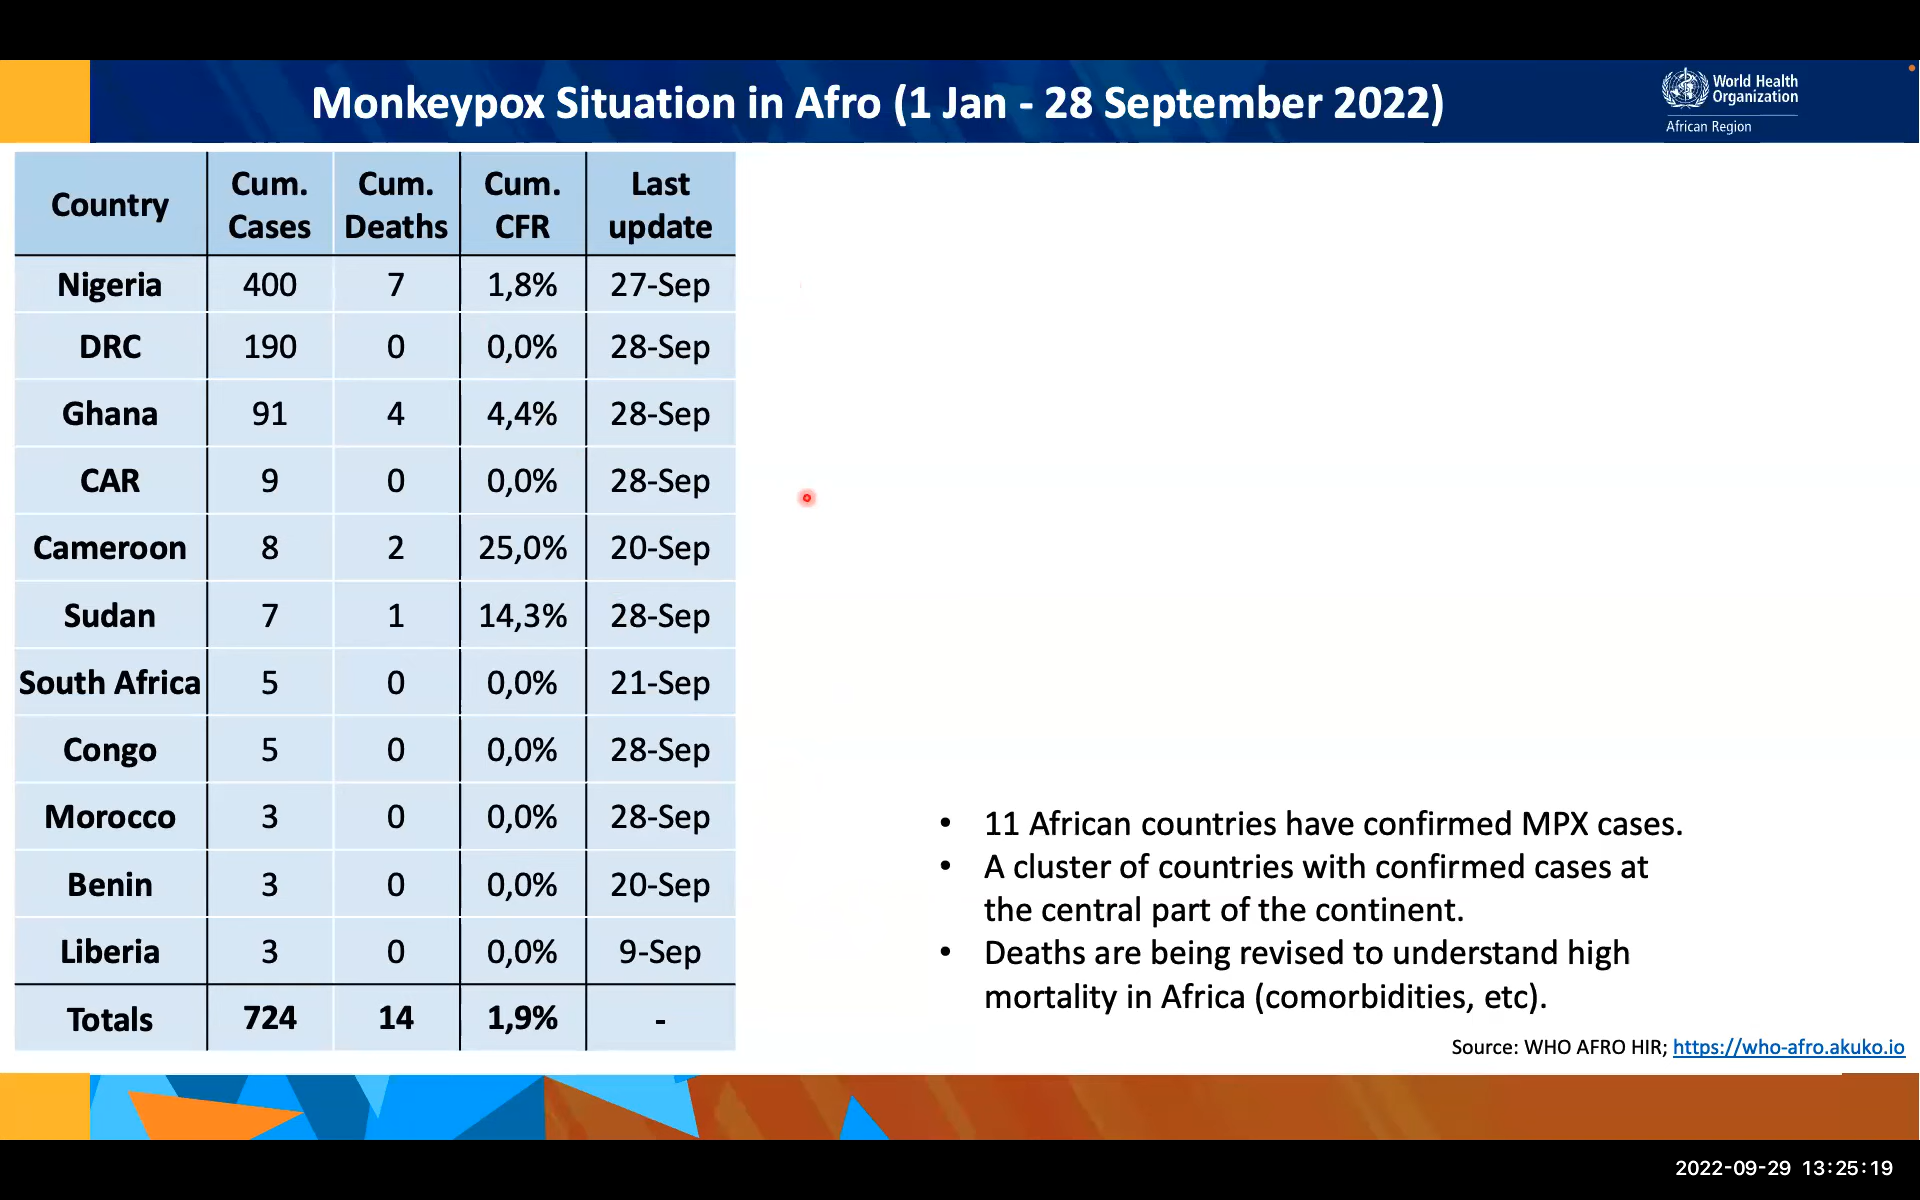 Monkeypox Situation in Afro (1 Jan - 28 September 2022)
World Health
Organization
African Region
Country Cum. Cases Cum. Deaths Cum. CFR Last update
Nigeria 400 7 1,8% 27-Sep
DRC 190 0 0,0% 28-Sep
Ghana 91 4 4,4% 28-Sep
CAR 9 0 0,0% 28-Sep
Cameroon 8 2 25,0% 20-Sep
Sudan 7 1 14,3% 28-Sep
South Africa 5 0 0,0% 21-Sep
Congo 5 0 0,0% 28-Sep
Morocco 3 0 0,0% 28-Sep
Benin 3 0 0,0% 20-Sep
Liberia 3 0 0,0% 9-Sep
Totals 724 14 1,9% -
• 11 African countries have confirmed MPX cases.
• A cluster of countries with confirmed cases at
the central part of the continent.
• Deaths are being revised to understand high
mortality in Africa (comorbidities, etc).
Source: WHO AFRO HIR; https://who-afro.akuko.io
2022-09-29 13:25:19